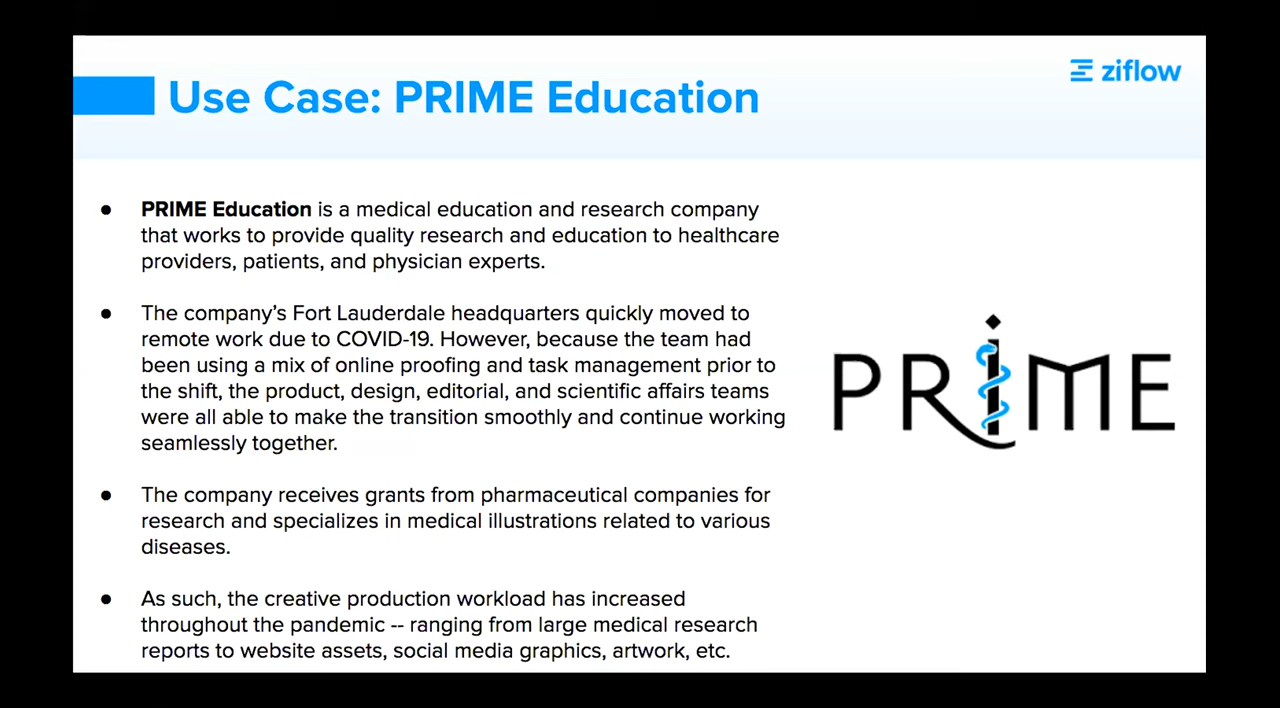 ziflow
Use Case: PRIME Education
● PRIME Education is a medical education and research company
that works to provide quality research and education to healthcare
providers, patients, and physician experts.
● The company’s Fort Lauderdale headquarters quickly moved to
remote work due to COVID-19. However, because the team had
been using a mix of online proofing and task management prior to
the shift, the product, design, editorial, and scientific affairs teams
were all able to make the transition smoothly and continue working
seamlessly together.
● The company receives grants from pharmaceutical companies for
research and specializes in medical illustrations related to various
diseases.
● As such, the creative production workload has increased
throughout the pandemic -- ranging from large medical research
reports to website assets, social media graphics, artwork, etc.
PRiME